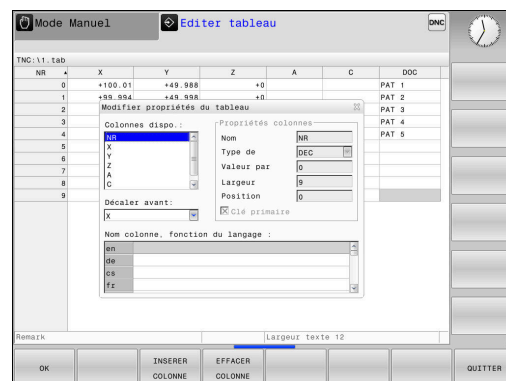 Mode Manuel
Editer tableau
DNC
TNC:\1.tab
NR X Y Z A C DOC
0 +100.01 +49.988 +0 PAT 1
1 +99.994 +49.998 +0 PAT 2
2 PAT 3
3 PAT 4
4 PAT 5
5
6
7
8
9
Modifier propriétés du tableau
Colonnes dispo.:
NR
X
Y
Z
A
C
Décaler avant:
X
Propriétés colonnes
Nom NR
Type de DEC
Valeur par 0
Largeur 9
Position 0
Clé primaire
Nom colonne, fonction du langage :
en
de
cs
fr
Remark
Largeur texte 12
OK
INSERER COLONNE
EFFACER COLONNE
QUITTER